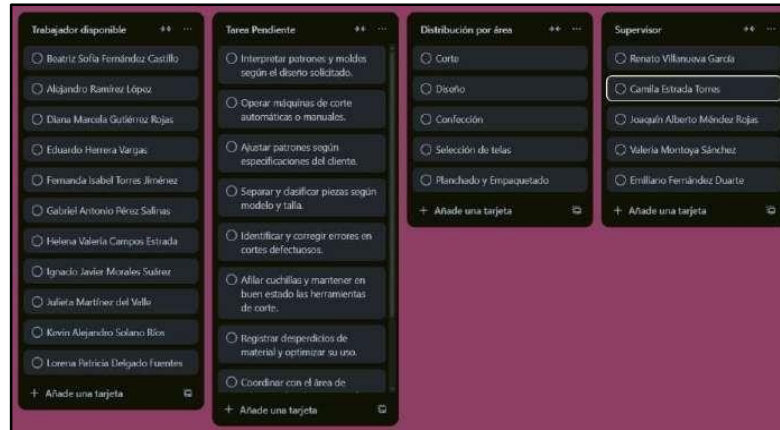 Trabajador disponible
Beatriz Sofía Fernández Castillo
Alejandro Ramírez López
Diana Marcela Gutiérrez Rojas
Eduardo Herrera Vargas
Fernanda Isabel Torres Jiménez
Gabriel Antonio Pérez Salinas
Helena Valeria Campos Estrada
Ignacio Javier Morales Suárez
Julieta Martínez del Valle
Kevin Alejandro Solano Ríos
Lorena Patricia Delgado Fuentes
+ Añade una tarjeta
Tarea Pendiente
Interpretar patrones y moldes
según el diseño solicitado.
Operar máquinas de corte
automáticas o manuales.
Ajustar patrones según
especificaciones del cliente.
Separar y clasificar piezas según
modelo y talla.
Identificar y corregir errores en
cortes defectuosos.
Afilar cuchillas y mantener en
buen estado las herramientas
de corte.
Registrar desperdicios de
material y optimizar su uso.
Coordinar con el área de
+ Añade una tarjeta
Distribución por área
Corte
Diseño
Confección
Selección de telas
Planchado y Empaquetado
+ Añade una tarjeta
Supervisor
Renato Villanueva García
Camila Estrada Torres
Joaquín Alberto Méndez Rojas
Valeria Montoya Sánchez
Emiliano Fernández Duarte
+ Añade una tarjeta